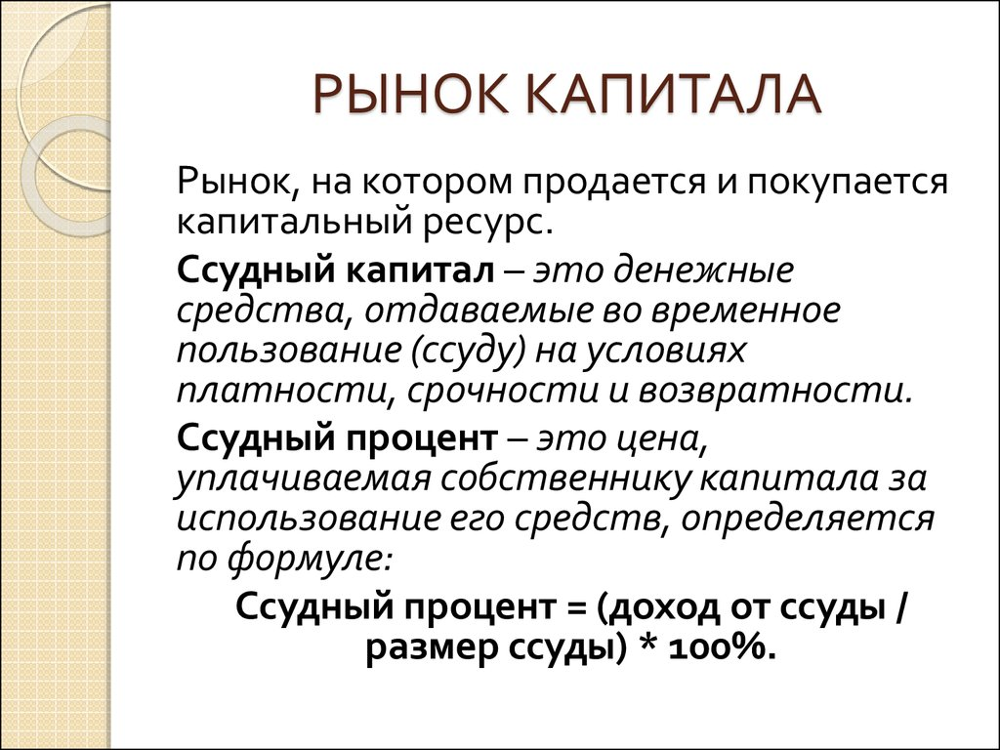 РЫНОК КАПИТАЛА
Рынок, на котором продается и покупается
капитальный ресурс.
Ссудный капитал – это денежные
средства, отдаваемые во временное
пользование (ссуду) на условиях
платности, срочности и возвратности.
Ссудный процент – это цена,
уплачиваемая собственнику капитала за
использование его средств, определяется
по формуле:
Ссудный процент = (доход от ссуды /
размер ссуды) * 100%.